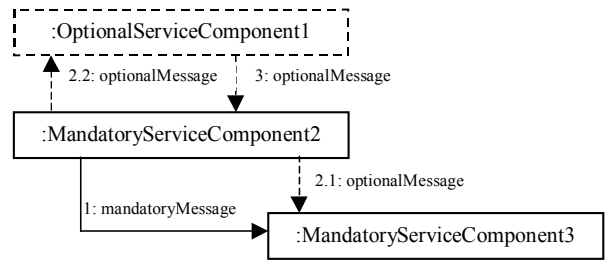 :OptionalServiceComponent1
2.2: optionalMessage
3: optionalMessage
:MandatoryServiceComponent2
2.1: optionalMessage
1: mandatoryMessage
:MandatoryServiceComponent3